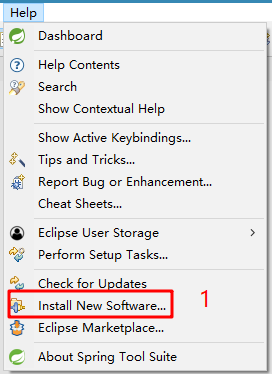 Help
Dashboard
Help Contents
Search
Show Contextual Help
Show Active Keybindings...
Tips and Tricks...
Report Bug or Enhancement...
Cheat Sheets...
Eclipse User Storage
Perform Setup Tasks...
Check for Updates
Install New Software...
1
Eclipse Marketplace...
About Spring Tool Suite